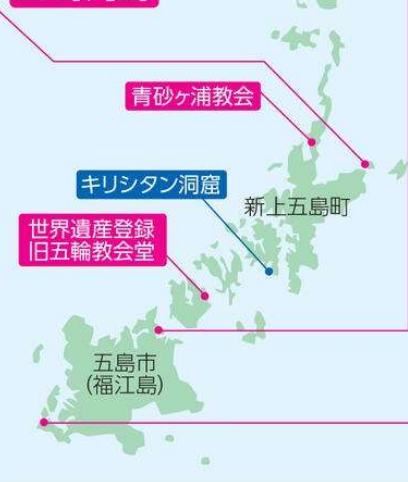 青砂ヶ浦教会
キリシタン洞窟
新上五島町
世界遺産登録
旧五輪教会堂
五島市
(福江島)